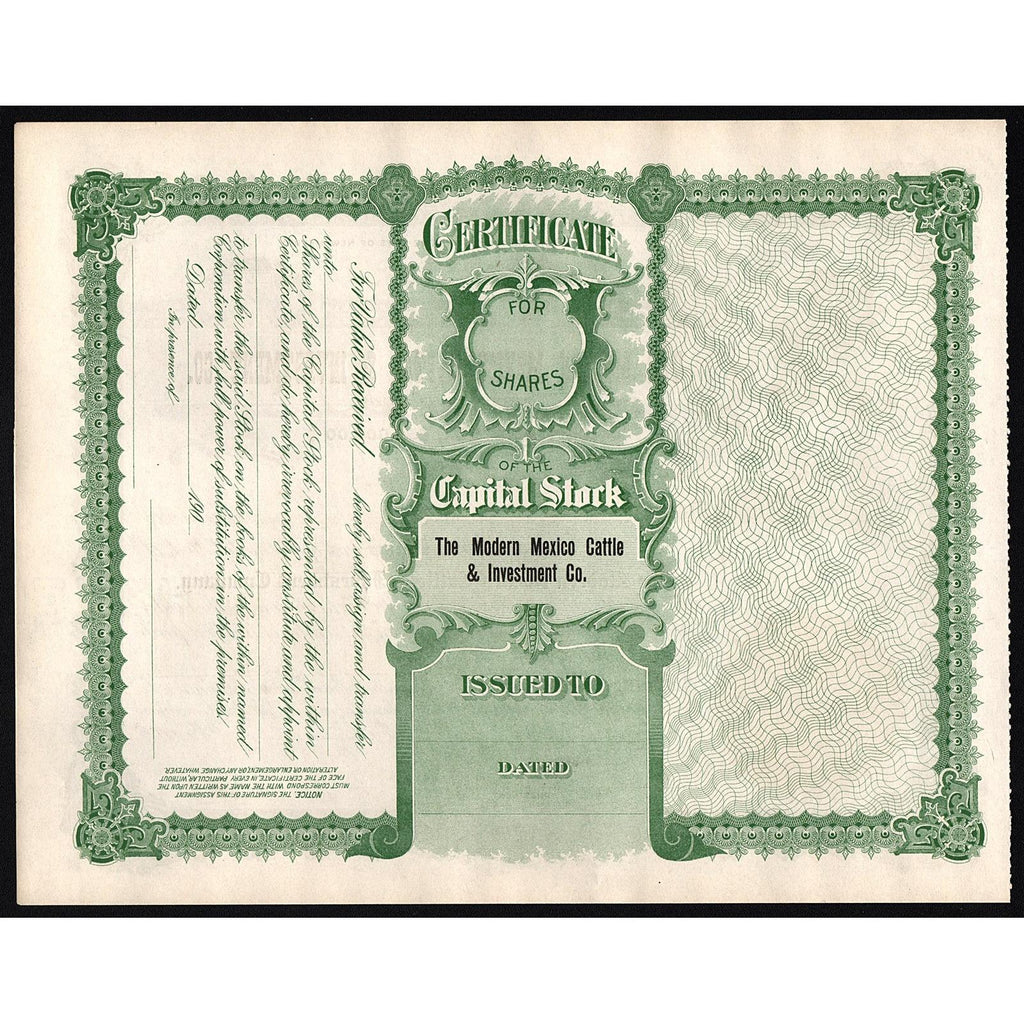 CERTIFICATE
FOR
SHARES
OF THE
Capital Stock
The Modern Mexico Cattle
& Investment Co.
ISSUED TO
DATED
For Value Received hereby sell, assign and transfer
unto
Shares of the Capital Stock represented by the within
Certificate, and do hereby irrevocably constitute and appoint
to transfer the said Stock on the books of the within named
Corporation with full power of substitution in the premises.
Dated 190
In presence of
NOTICE. THE SIGNATURE OF THIS ASSIGNMENT
MUST CORRESPOND WITH THE NAME AS WRITTEN UPON THE
FACE OF THE CERTIFICATE, IN EVERY PARTICULAR, WITHOUT
ALTERATION OR ENLARGEMENT, OR ANY CHANGE WHATEVER.